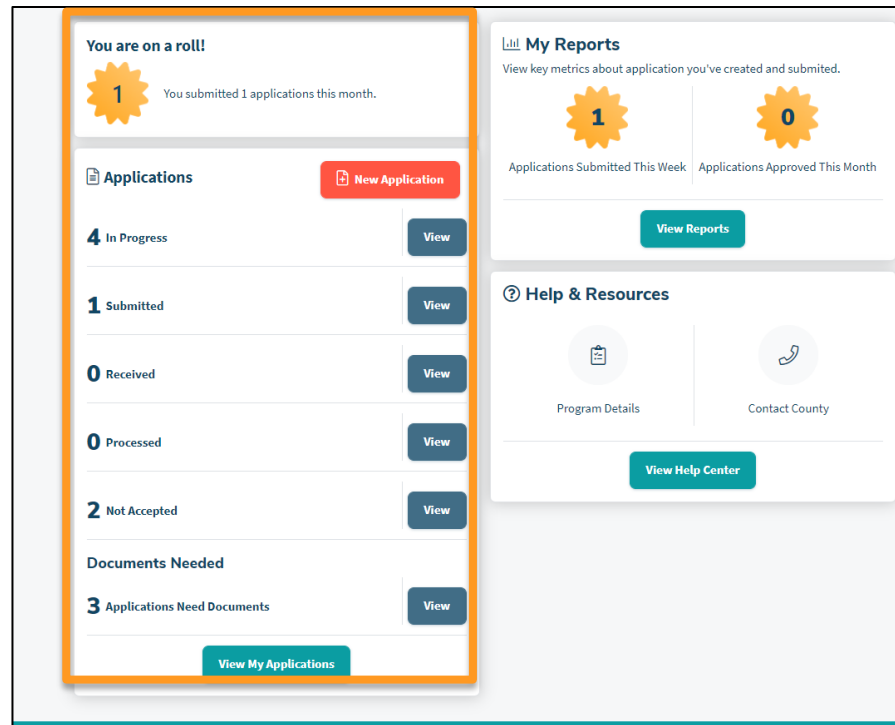 You are on a roll!
1
You submitted 1 applications this month.
Applications
New Application
4 In Progress
View
1 Submitted
View
0 Received
View
0 Processed
View
2 Not Accepted
View
Documents Needed
3 Applications Need Documents
View
View My Applications
My Reports
View key metrics about application you've created and submited.
1
Applications Submitted This Week
0
Applications Approved This Month
View Reports
Help & Resources
Program Details
Contact County
View Help Center